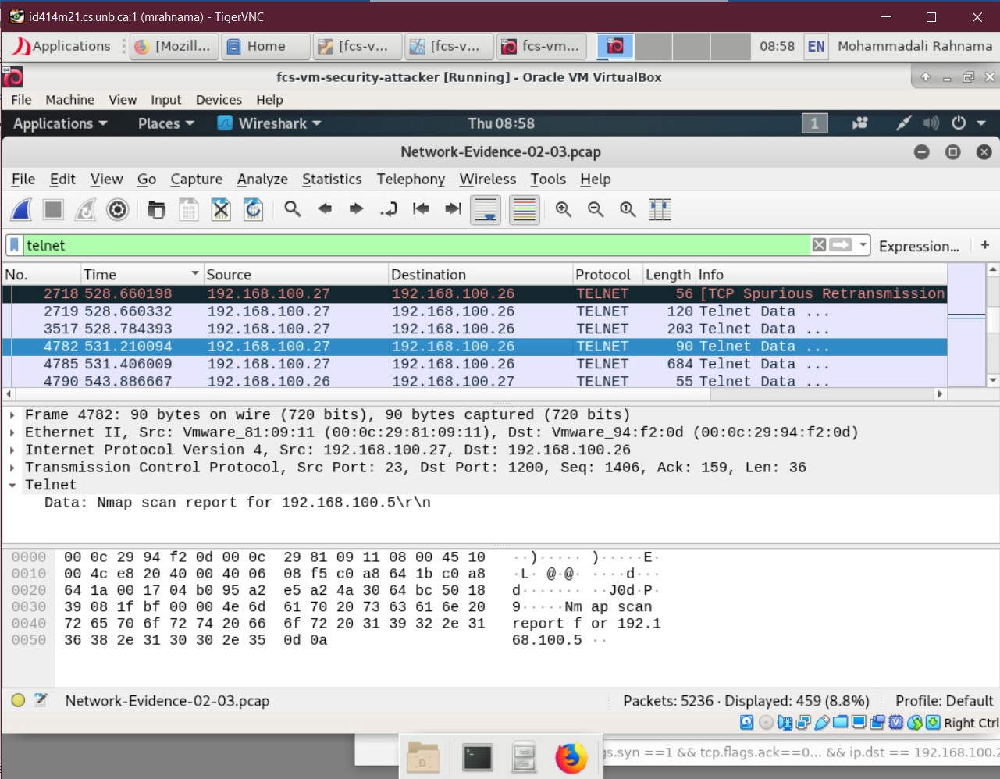 id414m21.cs.unb.ca:1 (mrahnama) - TigerVNC
Applications [Mozill... Home [fcs-v... [fcs-v... fcs-vm... 08:58 EN Mohammadali Rahnama
fcs-vm-security-attacker [Running] - Oracle VM VirtualBox
File Machine View Input Devices Help
Applications Places Wireshark Thu 08:58 1
Network-Evidence-02-03.pcap
File Edit View Go Capture Analyze Statistics Telephony Wireless Tools Help
telnet Expression... +
No. Time Source Destination Protocol Length Info
2718 528.660198 192.168.100.27 192.168.100.26 TELNET 56 [TCP Spurious Retransmission
2719 528.660332 192.168.100.27 192.168.100.26 TELNET 120 Telnet Data ...
3517 528.784393 192.168.100.27 192.168.100.26 TELNET 203 Telnet Data ...
4782 531.210094 192.168.100.27 192.168.100.26 TELNET 90 Telnet Data ...
4785 531.406009 192.168.100.27 192.168.100.26 TELNET 684 Telnet Data ...
4790 543.886667 192.168.100.26 192.168.100.27 TELNET 55 Telnet Data ...
Frame 4782: 90 bytes on wire (720 bits), 90 bytes captured (720 bits)
Ethernet II, Src: Vmware_81:09:11 (00:0c:29:81:09:11), Dst: Vmware_94:f2:0d (00:0c:29:94:f2:0d)
Internet Protocol Version 4, Src: 192.168.100.27, Dst: 192.168.100.26
Transmission Control Protocol, Src Port: 23, Dst Port: 1200, Seq: 1406, Ack: 159, Len: 36
Telnet
Data: Nmap scan report for 192.168.100.5\r\n
0000 00 0c 29 94 f2 0d 00 0c 29 81 09 11 08 00 45 10 ··)····· )·····E·
0010 00 4c e8 20 40 00 40 06 08 f5 c0 a8 64 1b c0 a8 ·L· @·@· ····d···
0020 64 1a 00 17 04 b0 95 a2 e5 a2 4a 30 64 bc 50 18 d······· ··J0d·P·
0030 39 08 1f bf 00 00 4e 6d 61 70 20 73 63 61 6e 20 9·····Nm ap scan
0040 72 65 70 6f 72 74 20 66 6f 72 20 31 39 32 2e 31 report f or 192.1
0050 36 38 2e 31 30 30 2e 35 0d 0a 68.100.5 ··
Network-Evidence-02-03.pcap Packets: 5236 · Displayed: 459 (8.8%) Profile: Default
Right Ctrl
gs.syn ==1 && tcp.flags.ack==0... && ip.dst == 192.168.100.2